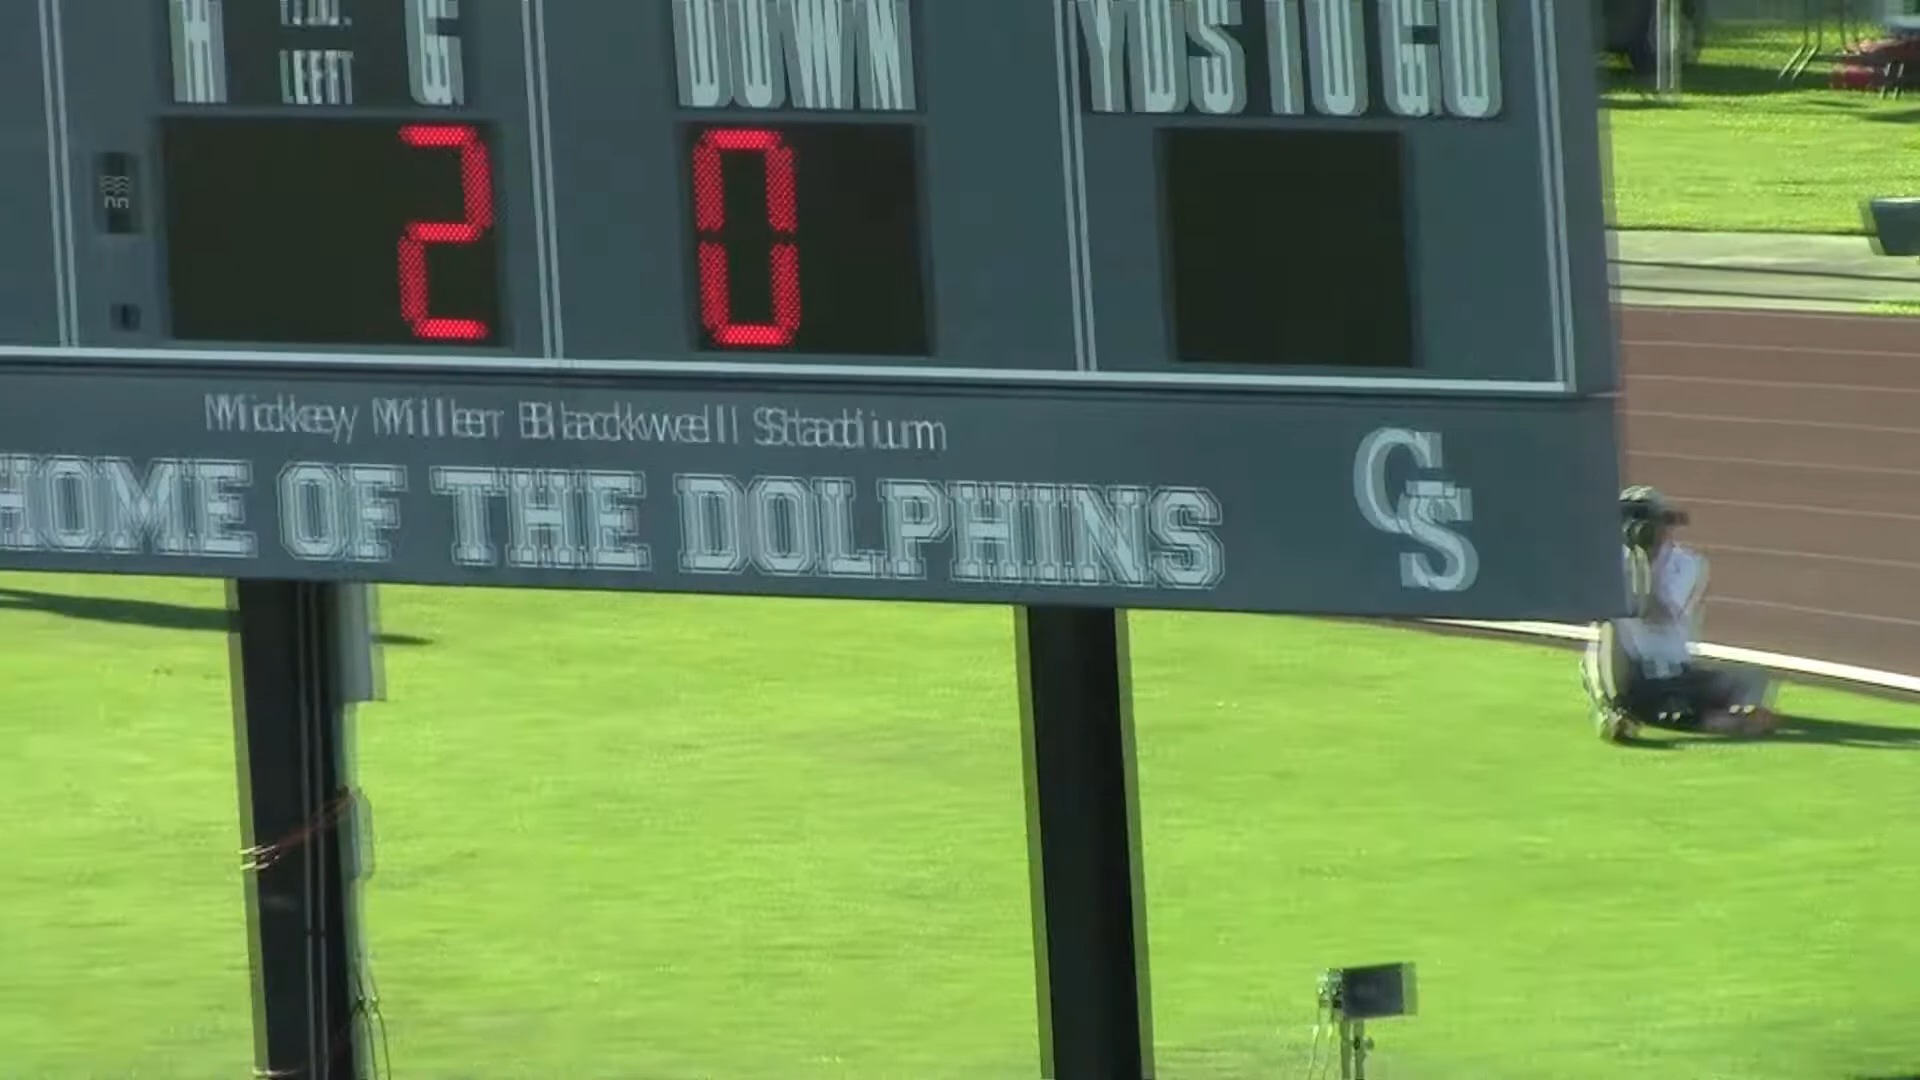 H LEFT G DOWN YDS TO GO
2 0
Mickey Miller Blackwell Stadium
HOME OF THE DOLPHINS
CS